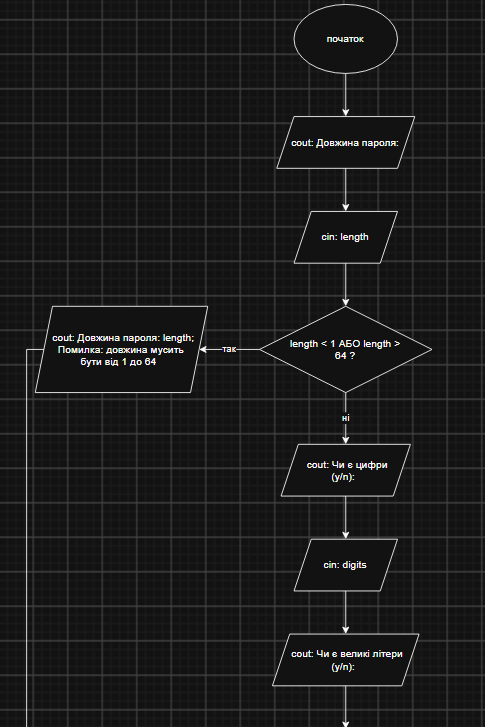 початок
cout: Довжина пароля:
cin: length
length < 1 АБО length >
64 ?
так
cout: Довжина пароля: length;
Помилка: довжина мусить
бути від 1 до 64
ні
cout: Чи є цифри
(y/n):
cin: digits
cout: Чи є великі літери
(y/n):